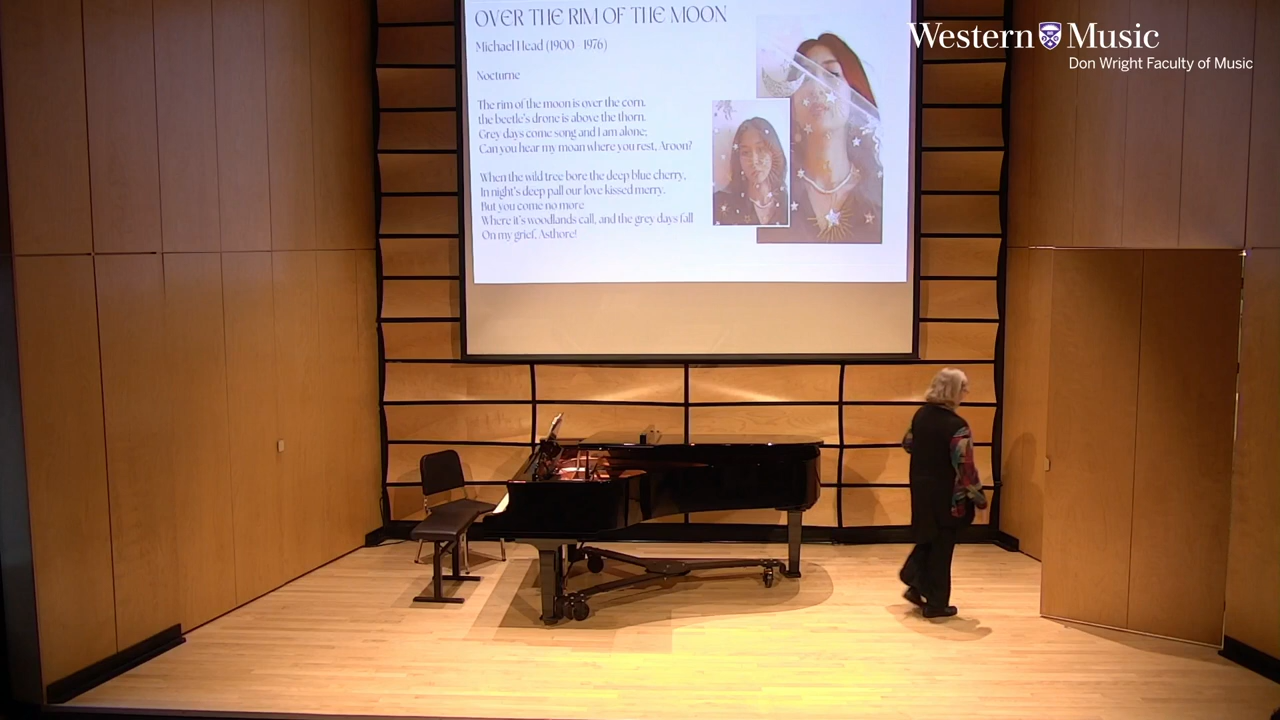 OVER THE RIM OF THE MOON
Michael Head (1900 - 1976)
Nocturne
The rim of the moon is over the corn,
the beetle's drone is above the thorn.
Grey days come song and I am alone;
Can you hear my moan where you rest, Aroon?
When the wild tree bore the deep blue cherry,
In night's deep pall our love kissed merry.
But you come no more
Where it's woodlands call, and the grey days fall
On my grief, Asthore!
Western Music
Don Wright Faculty of Music